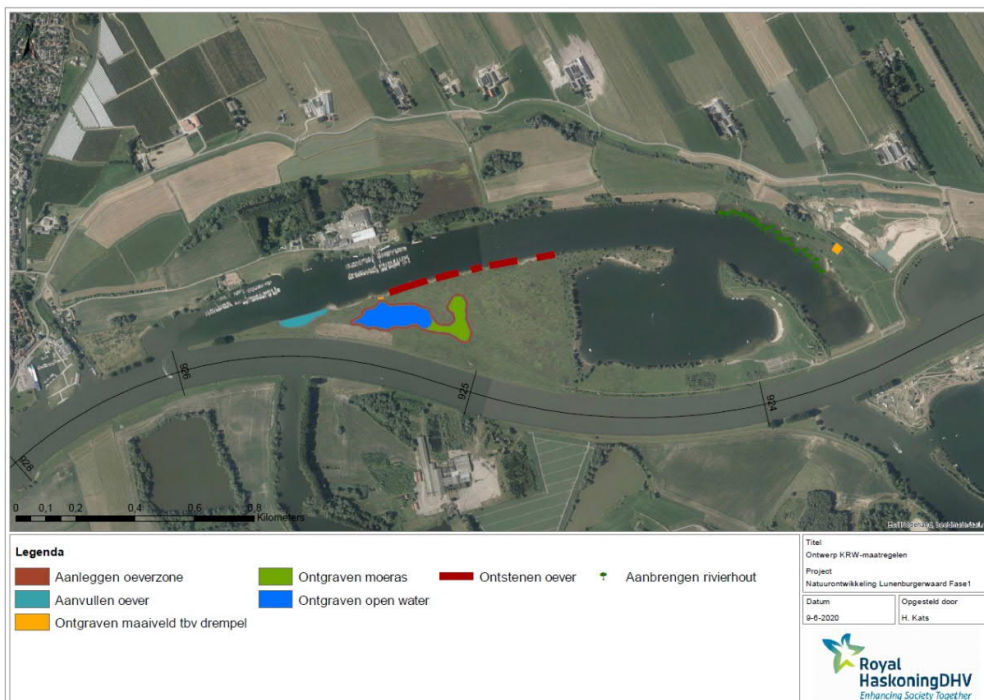 926
925
924
928
0 0,1 0,2 0,4 0,6 0,8
Kilometers
Legenda
Aanleggen oeverzone
Aanvullen oever
Ontgraven maaiveld tbv drempel
Ontgraven moeras
Ontgraven open water
Ontstenen oever
Aanbrengen rivierhout
Titel
Ontwerp KRW-maatregelen
Project
Natuurontwikkeling Lunenburgerwaard Fase1
Datum
9-6-2020
Opgesteld door
H. Kats
Royal
HaskoningDHV
Enhancing Society Together